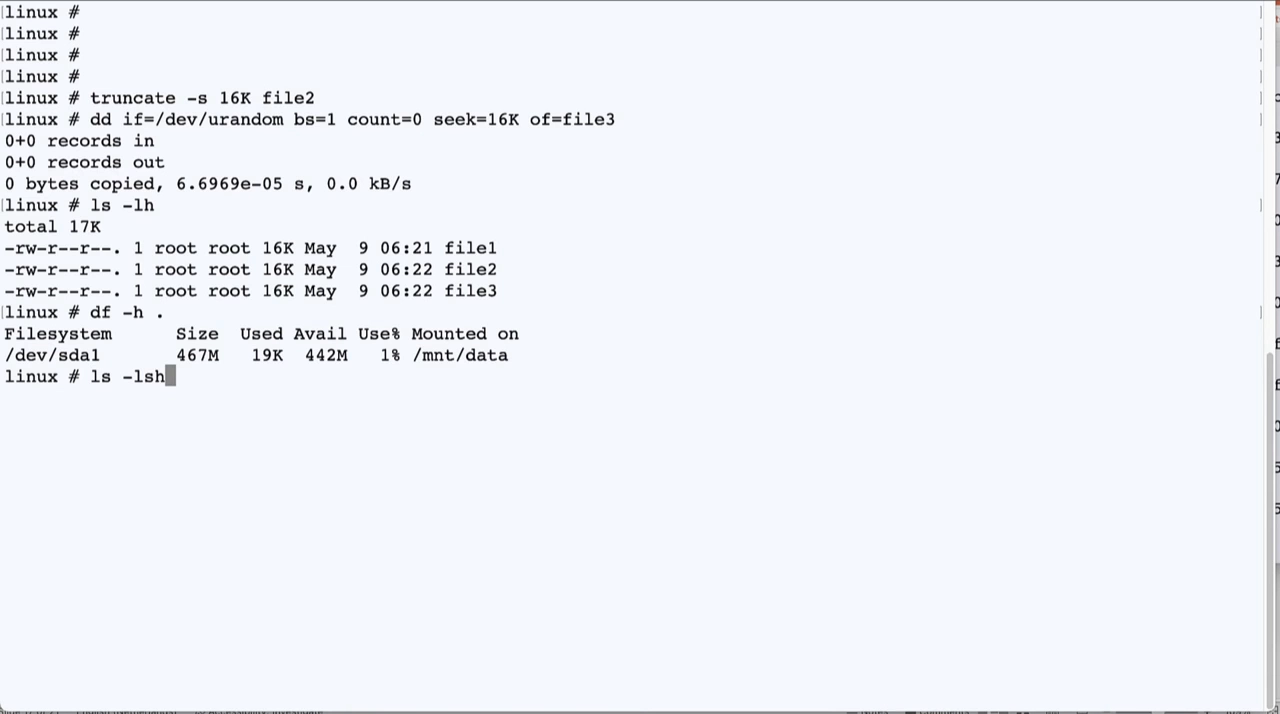 linux #
linux #
linux #
linux #
linux # truncate -s 16K file2
linux # dd if=/dev/urandom bs=1 count=0 seek=16K of=file3
0+0 records in
0+0 records out
0 bytes copied, 6.6969e-05 s, 0.0 kB/s
linux # ls -lh
total 17K
-rw-r--r--. 1 root root 16K May  9 06:21 file1
-rw-r--r--. 1 root root 16K May  9 06:22 file2
-rw-r--r--. 1 root root 16K May  9 06:22 file3
linux # df -h .
Filesystem      Size  Used Avail Use% Mounted on
/dev/sda1       467M   19K  442M   1% /mnt/data
linux # ls -lsh